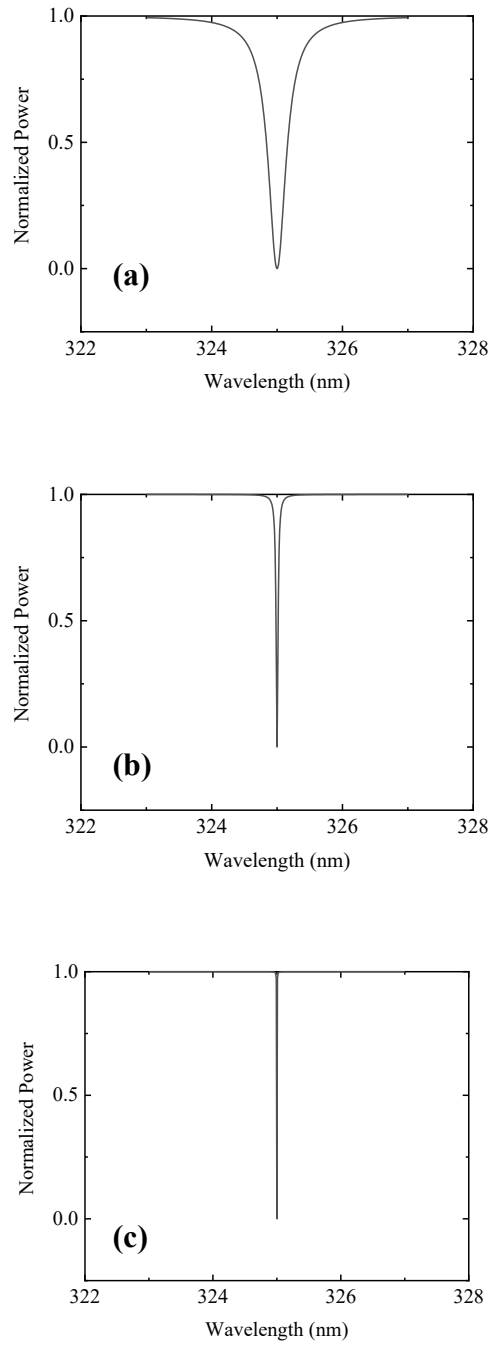 1.0
0.5
0.0
Normalized Power
(a)
322 324 326 328
Wavelength (nm)
1.0
0.5
0.0
Normalized Power
(b)
322 324 326 328
Wavelength (nm)
1.0
0.5
0.0
Normalized Power
(c)
322 324 326 328
Wavelength (nm)